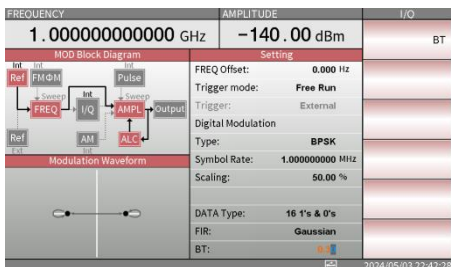 FREQUENCY AMPLITUDE I/Q
1.000000000000 GHz −140.00 dBm BT
MOD Block Diagram
Int Int Int
Ref FMΦM Pulse
Sweep Int Sweep
FREQ I/Q AMPL Output
Ref AM ALC
Ext Int
Modulation Waveform
Setting
FREQ Offset: 0.000 Hz
Trigger mode: Free Run
Trigger: External
Digital Modulation
Type: BPSK
Symbol Rate: 1.000000000 MHz
Scaling: 50.00 %
DATA Type: 16 1's & 0's
FIR: Gaussian
BT:
2024/05/03 22:42:28